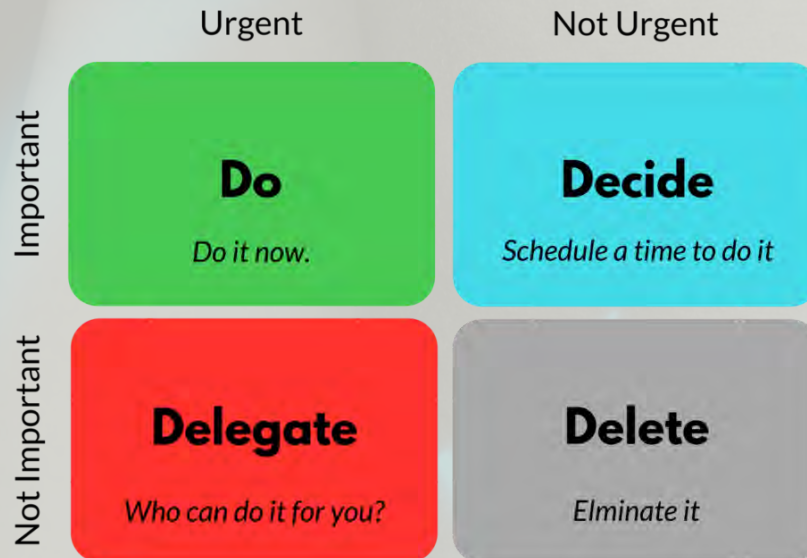 Urgent
Not Urgent
Important
Do
Do it now.
Decide
Schedule a time to do it
Not Important
Delegate
Who can do it for you?
Delete
Elminate it